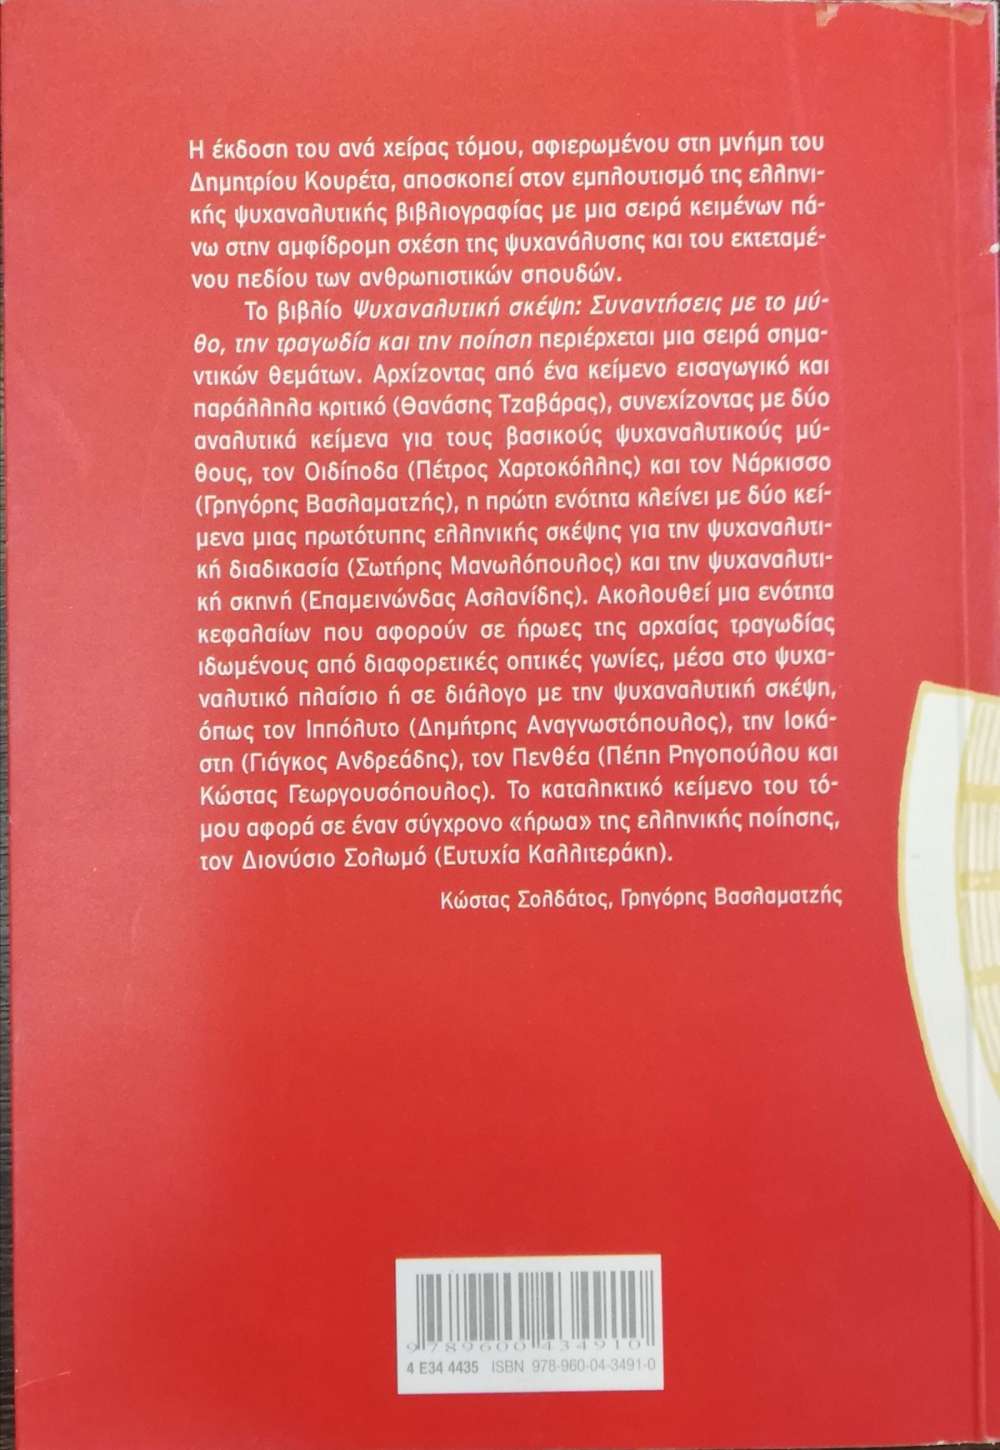 Η έκδοση του ανά χείρας τόμου, αφιερωμένου στη μνήμη του
Δημητρίου Κουρέτα, αποσκοπεί στον εμπλουτισμό της ελληνι-
κής ψυχαναλυτικής βιβλιογραφίας με μια σειρά κειμένων πά-
νω στην αμφίδρομη σχέση της ψυχανάλυσης και του εκτεταμέ-
νου πεδίου των ανθρωπιστικών σπουδών.
Το βιβλίο Ψυχαναλυτική σκέψη: Συναντήσεις με το μύ-
θο, την τραγωδία και την ποίηση περιέρχεται μια σειρά σημα-
ντικών θεμάτων. Αρχίζοντας από ένα κείμενο εισαγωγικό και
παράλληλα κριτικό (Θανάσης Τζαβάρας), συνεχίζοντας με δύο
αναλυτικά κείμενα για τους βασικούς ψυχαναλυτικούς μύ-
θους, τον Οιδίποδα (Πέτρος Χαρτοκόλλης) και τον Νάρκισσο
(Γρηγόρης Βασλαματζής), η πρώτη ενότητα κλείνει με δύο κεί-
μενα μιας πρωτότυπης ελληνικής σκέψης για την ψυχαναλυτι-
κή διαδικασία (Σωτήρης Μανωλόπουλος) και την ψυχαναλυτι-
κή σκηνή (Επαμεινώνδας Ασλανίδης). Ακολουθεί μια ενότητα
κεφαλαίων που αφορούν σε ήρωες της αρχαίας τραγωδίας
ιδωμένους από διαφορετικές οπτικές γωνίες, μέσα στο ψυχα-
ναλυτικό πλαίσιο ή σε διάλογο με την ψυχαναλυτική σκέψη,
όπως τον Ιππόλυτο (Δημήτρης Αναγνωστόπουλος), την Ιοκά-
στη (Γιάγκος Ανδρεάδης), τον Πενθέα (Πέπη Ρηγοπούλου και
Κώστας Γεωργουσόπουλος). Το καταληκτικό κείμενο του τό-
μου αφορά σε έναν σύγχρονο «ήρωα» της ελληνικής ποίησης,
τον Διονύσιο Σολωμό (Ευτυχία Καλλιτεράκη).
Κώστας Σολδάτος, Γρηγόρης Βασλαματζής
9 789600 434910
4 E34 4435 ISBN 978-960-04-3491-0